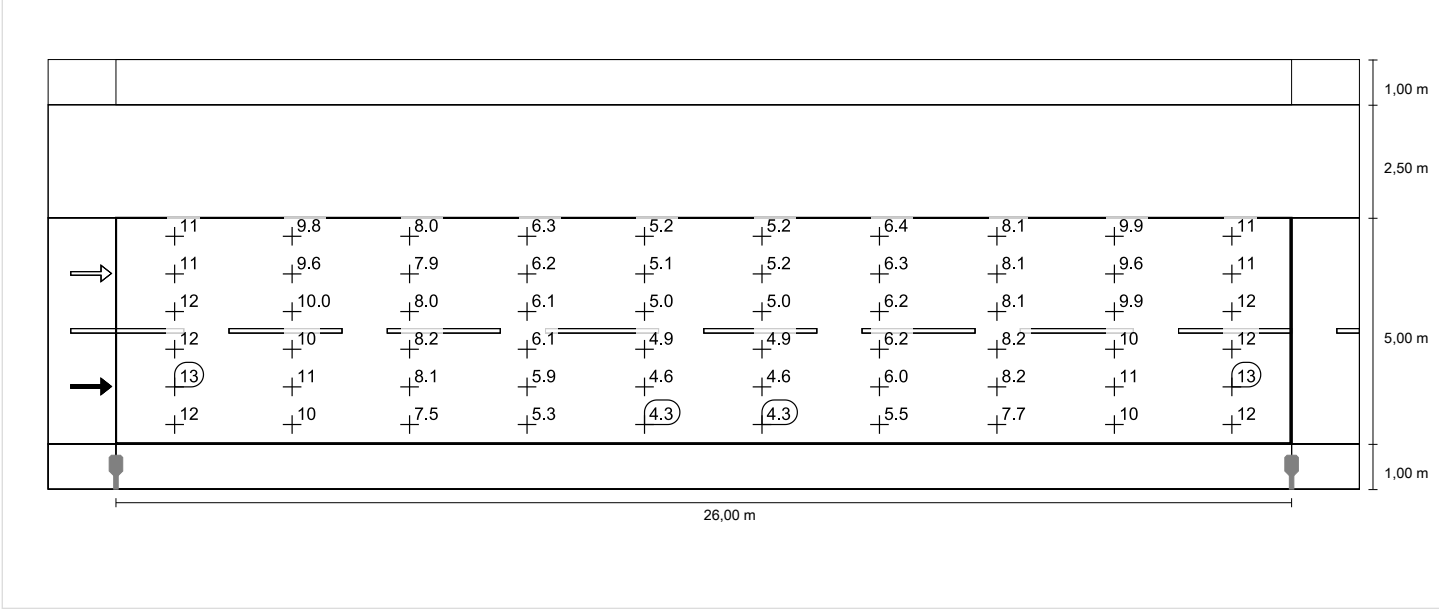 1,00 m
2,50 m
11 9.8 8.0 6.3 5.2 5.2 6.4 8.1 9.9 11
11 9.6 7.9 6.2 5.1 5.2 6.3 8.1 9.6 11
12 10.0 8.0 6.1 5.0 5.0 6.2 8.1 9.9 12
12 10 8.2 6.1 4.9 4.9 6.2 8.2 10 12
5,00 m
13 11 8.1 5.9 4.6 4.6 6.0 8.2 11 13
12 10 7.5 5.3 4.3 4.3 5.5 7.7 10 12
1,00 m
26,00 m